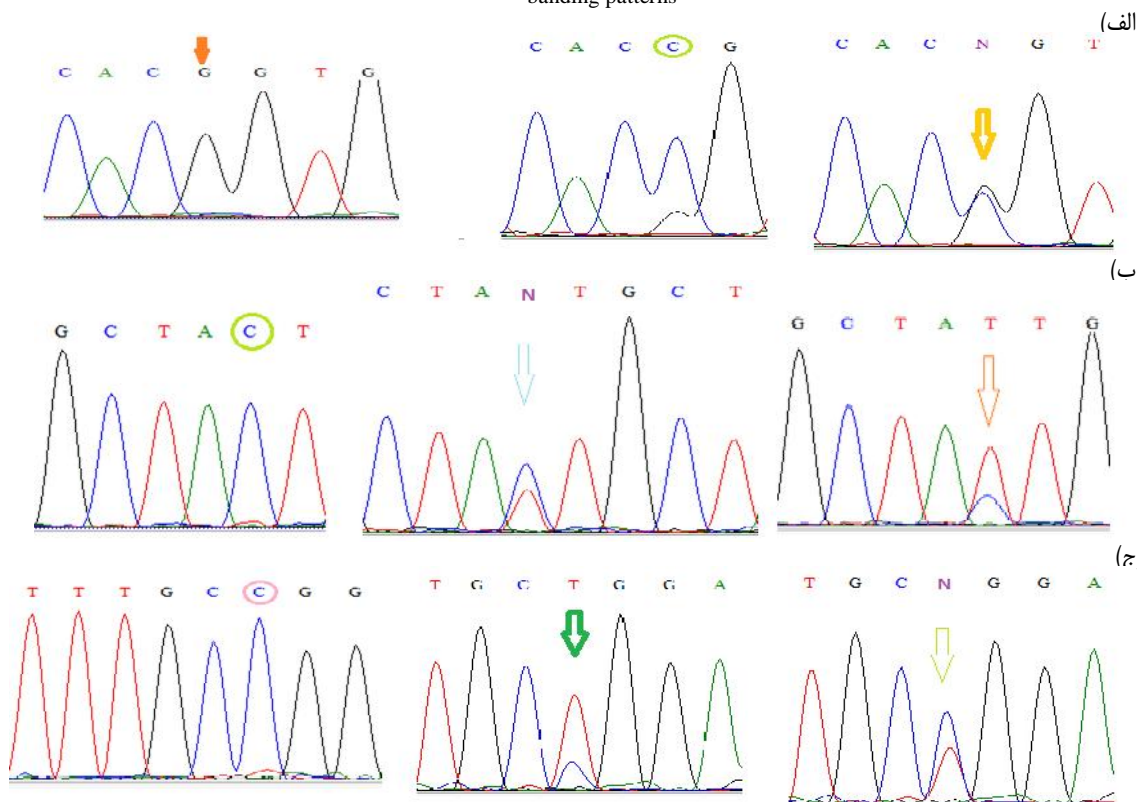 banding patterns
الف)
C A C G G T G
C A C C G
C A C N G T
ب)
G C T A C T
C T A N T G C T
G G T A T T G
ج)
T T T G C C G G
T G C T G G A
T G C N G G A